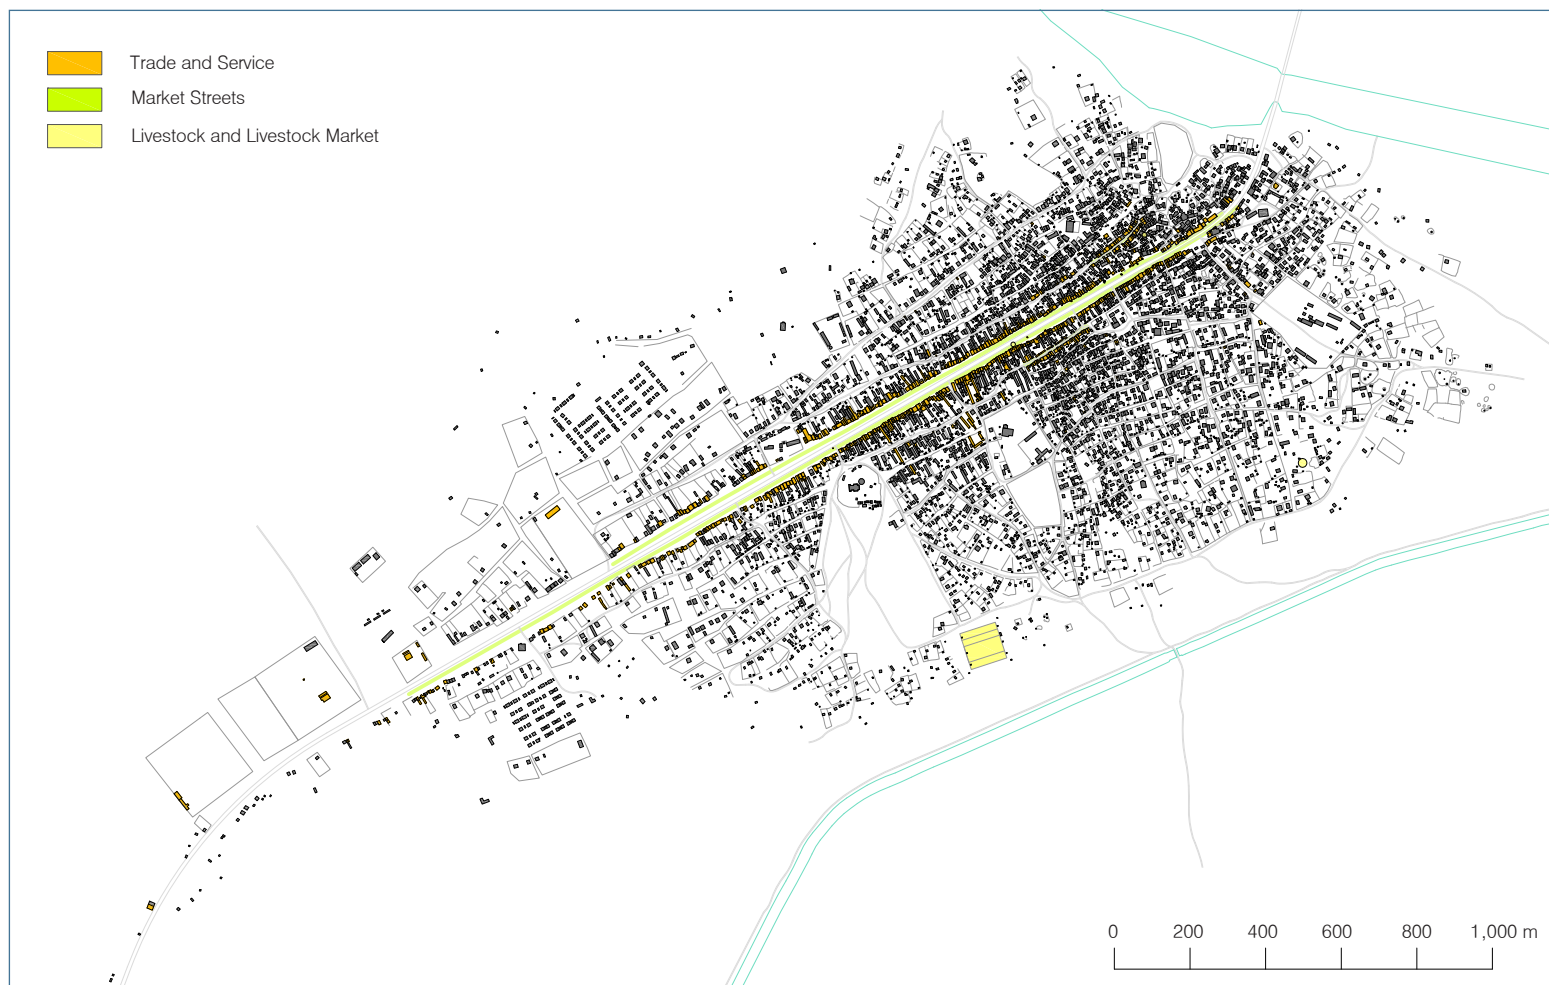 Trade and Service
Market Streets
Livestock and Livestock Market
0 200 400 600 800 1,000 m